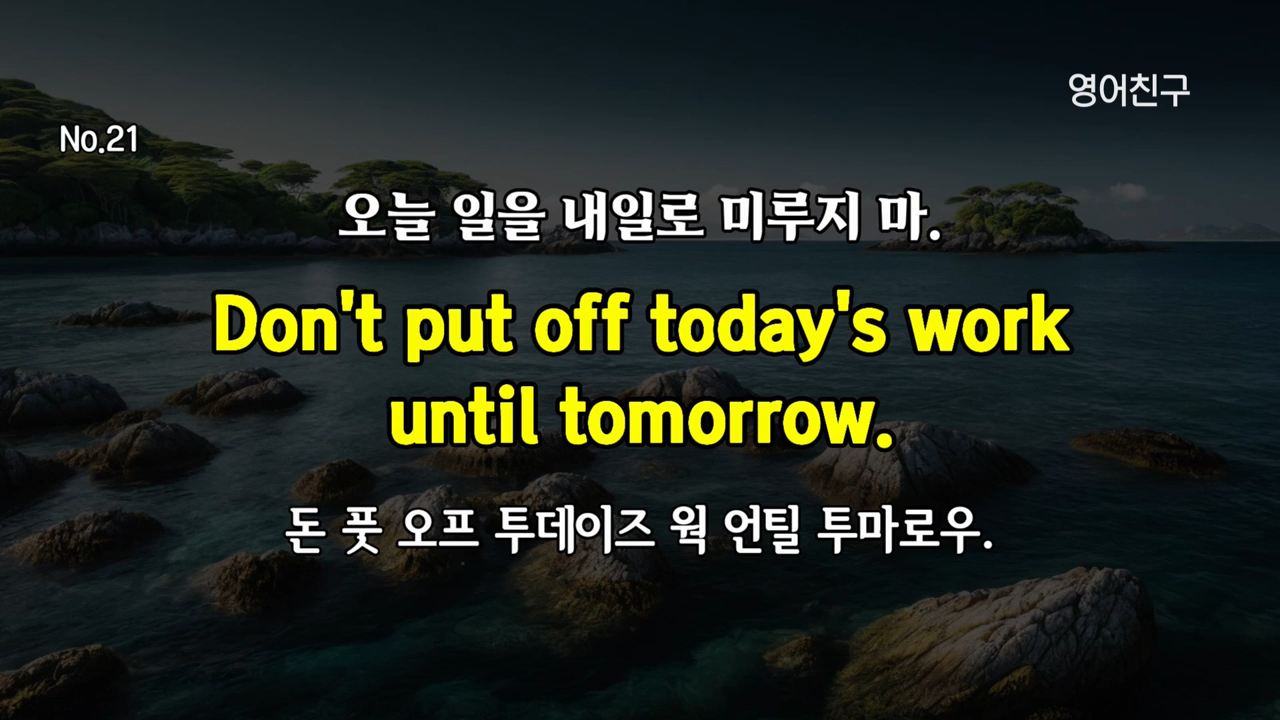 영어친구
No.21
오늘 일을 내일로 미루지 마.
Don't put off today's work
until tomorrow.
돈 풋 오프 투데이즈 웍 언틸 투마로우.